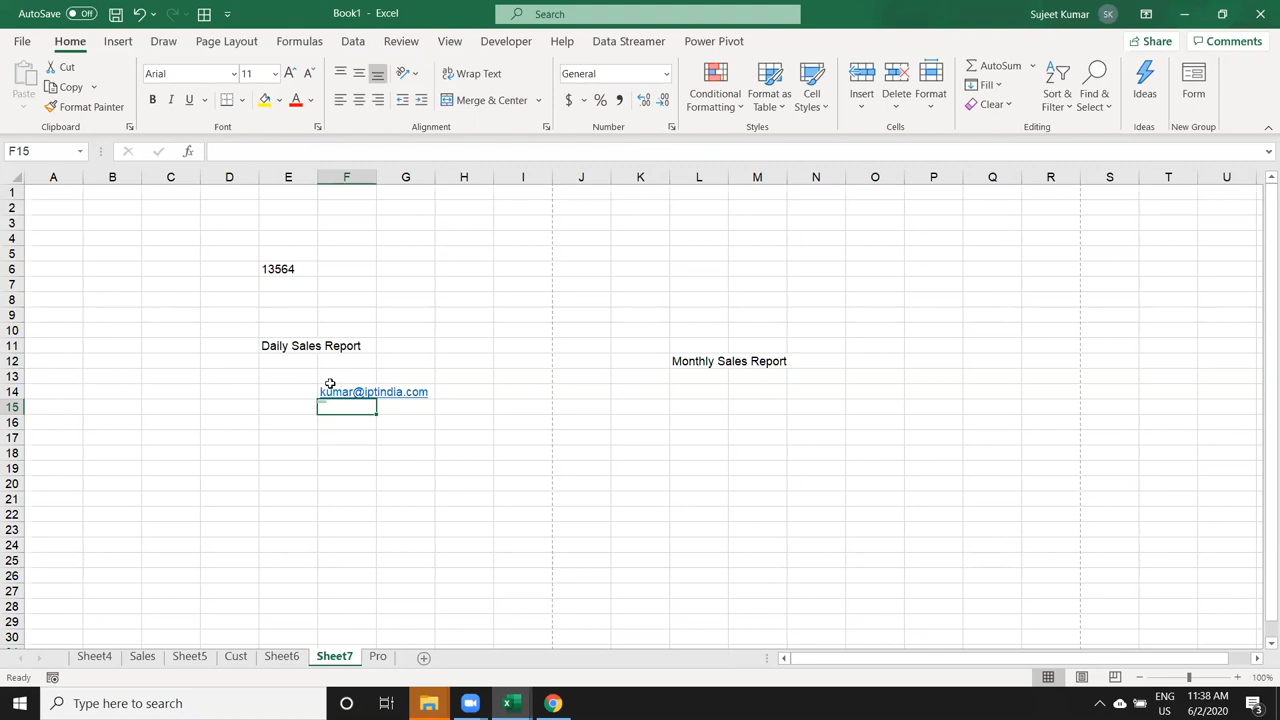 AutoSave Off
Book1 - Excel
Search
Sujeet Kumar SK
File Home Insert Draw Page Layout Formulas Data Review View Developer Help Data Streamer Power Pivot
Share Comments
Paste
Cut
Copy
Format Painter
Clipboard
Arial 11
B I U
Font
Wrap Text
Merge & Center
Alignment
General
$ % ,
Number
Conditional Formatting
Format as Table
Cell Styles
Styles
Insert Delete Format
Cells
AutoSum
Fill
Clear
Sort & Filter
Find & Select
Editing
Ideas
Ideas
Form
New Group
F15
fx
A B C D E F G H I J K L M N O P Q R S T U
1
2
3
4
5
6 13564
7
8
9
10
11 Daily Sales Report
12 Monthly Sales Report
13
14 kumar@iptindia.com
15
16
17
18
19
20
21
22
23
24
25
26
27
28
29
30
Sheet4 Sales Sheet5 Cust Sheet6 Sheet7 Pro
Ready
100%
Type here to search
ENG
US
11:38 AM
6/2/2020
3